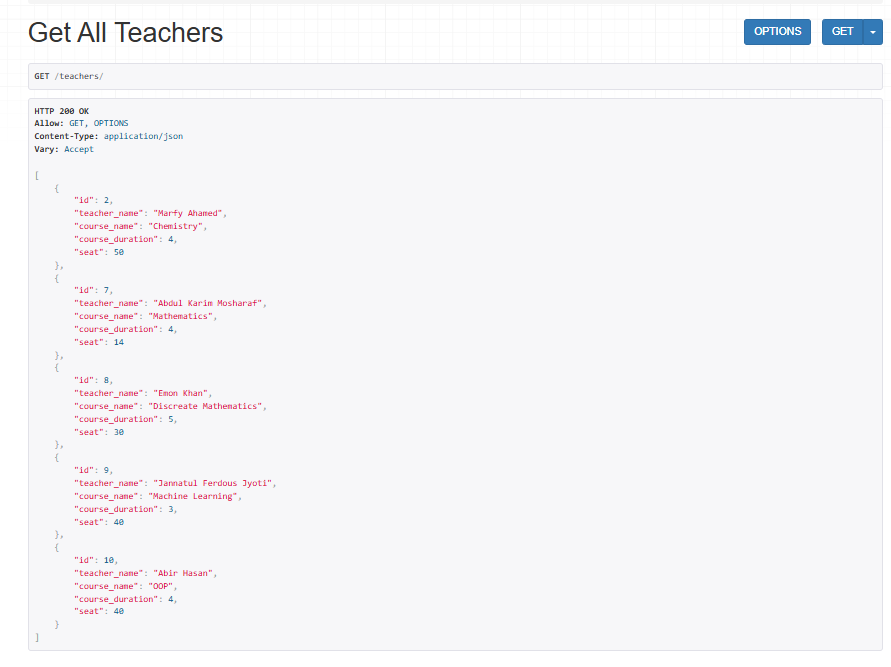 Get All Teachers
OPTIONS
GET
GET /teachers/
HTTP 200 OK
Allow: GET, OPTIONS
Content-Type: application/json
Vary: Accept
[
    {
        "id": 2,
        "teacher_name": "Marfy Ahamed",
        "course_name": "Chemistry",
        "course_duration": 4,
        "seat": 50
    },
    {
        "id": 7,
        "teacher_name": "Abdul Karim Mosharaf",
        "course_name": "Mathematics",
        "course_duration": 4,
        "seat": 14
    },
    {
        "id": 8,
        "teacher_name": "Emon Khan",
        "course_name": "Discreate Mathematics",
        "course_duration": 5,
        "seat": 30
    },
    {
        "id": 9,
        "teacher_name": "Jannatul Ferdous Jyoti",
        "course_name": "Machine Learning",
        "course_duration": 3,
        "seat": 40
    },
    {
        "id": 10,
        "teacher_name": "Abir Hasan",
        "course_name": "OOP",
        "course_duration": 4,
        "seat": 40
    }
]